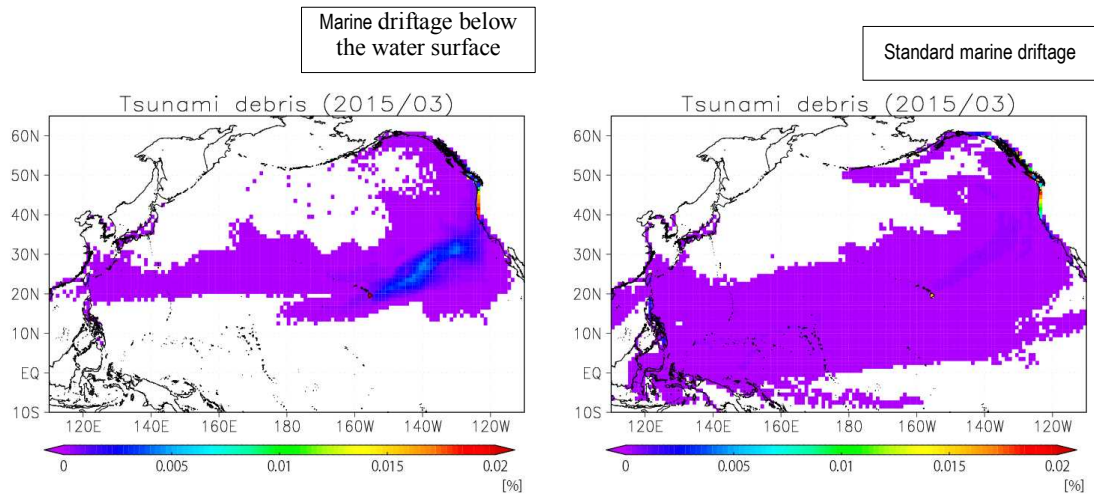 Marine driftage below
the water surface
Standard marine driftage
Tsunami debris (2015/03)
Tsunami debris (2015/03)
60N
50N
40N
30N
20N
10N
EQ
10S
120E
140E
160E
180
160W
140W
120W
60N
50N
40N
30N
20N
10N
EQ
10S
120E
140E
160E
180
160W
140W
120W
0
0.005
0.01
0.015
0.02
[%]
0
0.005
0.01
0.015
0.02
[%]